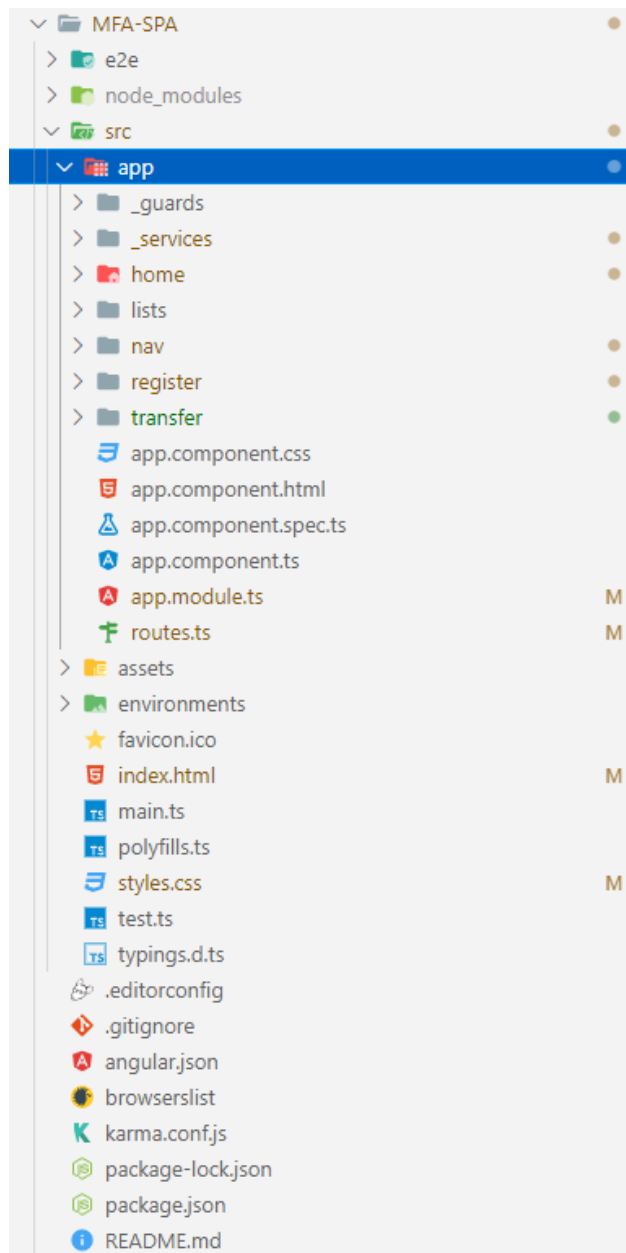 MFA-SPA
e2e
node_modules
src
app
_guards
_services
home
lists
nav
register
transfer
app.component.css
app.component.html
app.component.spec.ts
app.component.ts
app.module.ts M
routes.ts M
assets
environments
favicon.ico
index.html M
main.ts
polyfills.ts
styles.css M
test.ts
typings.d.ts
.editorconfig
.gitignore
angular.json
browserslist
karma.conf.js
package-lock.json
package.json
README.md